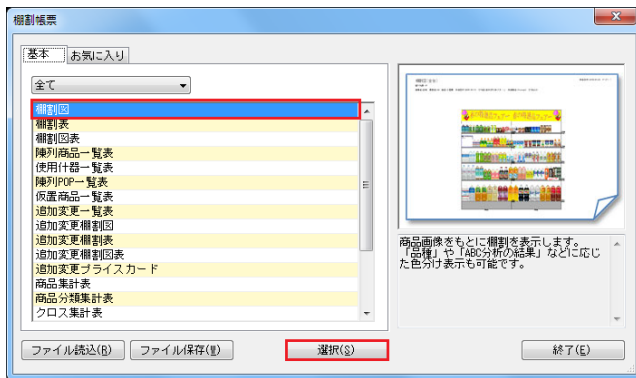 棚割帳票
基本
お気に入り
全て
棚割図
棚割表
棚割図表
陳列商品一覧表
使用什器一覧表
陳列POP一覧表
仮置商品一覧表
追加変更一覧表
追加変更棚割図
追加変更棚割表
追加変更棚割図表
追加変更プライスカード
商品集計表
商品分類集計表
クロス集計表
商品画像をもとに棚割を表示します。
「品種」や「ABC分析の結果」などに応じ
た色分け表示も可能です。
ファイル読込(R)
ファイル保存(W)
選択(S)
終了(E)